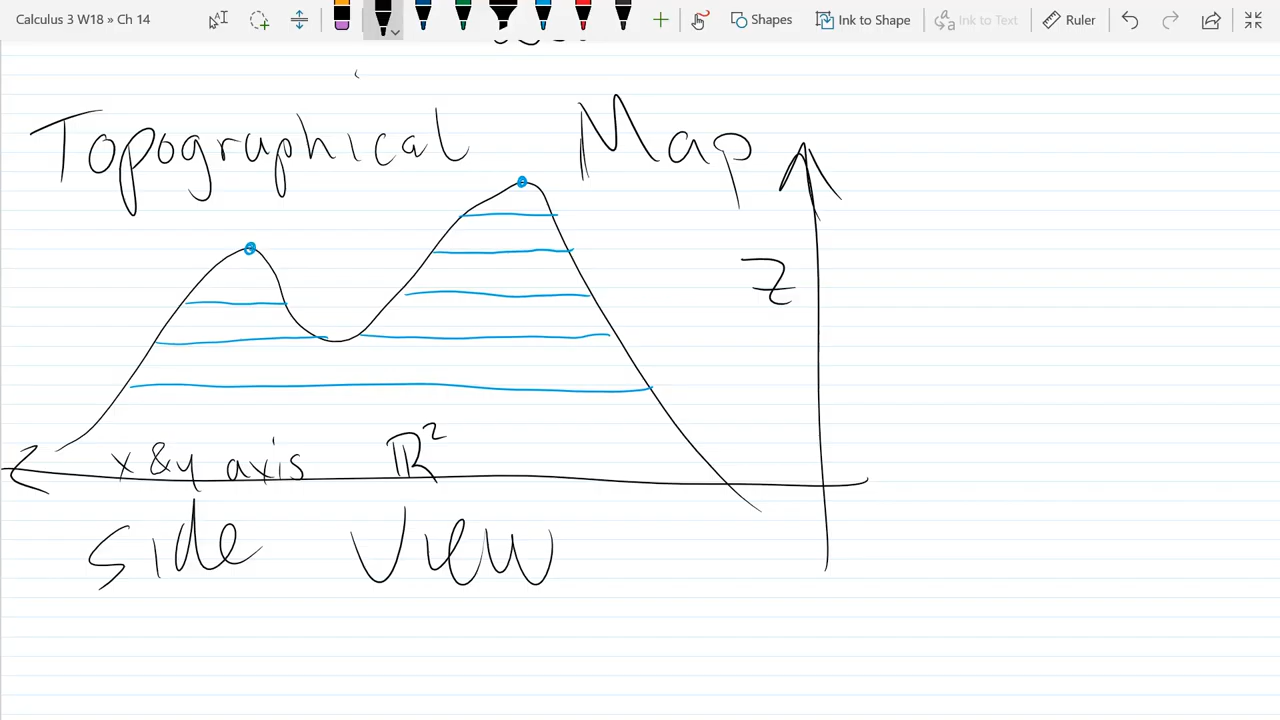 Calculus 3 W18 » Ch 14
Shapes
Ink to Shape
Ink to Text
Ruler
Topographical Map
z
x & y axis ℝ²
side view